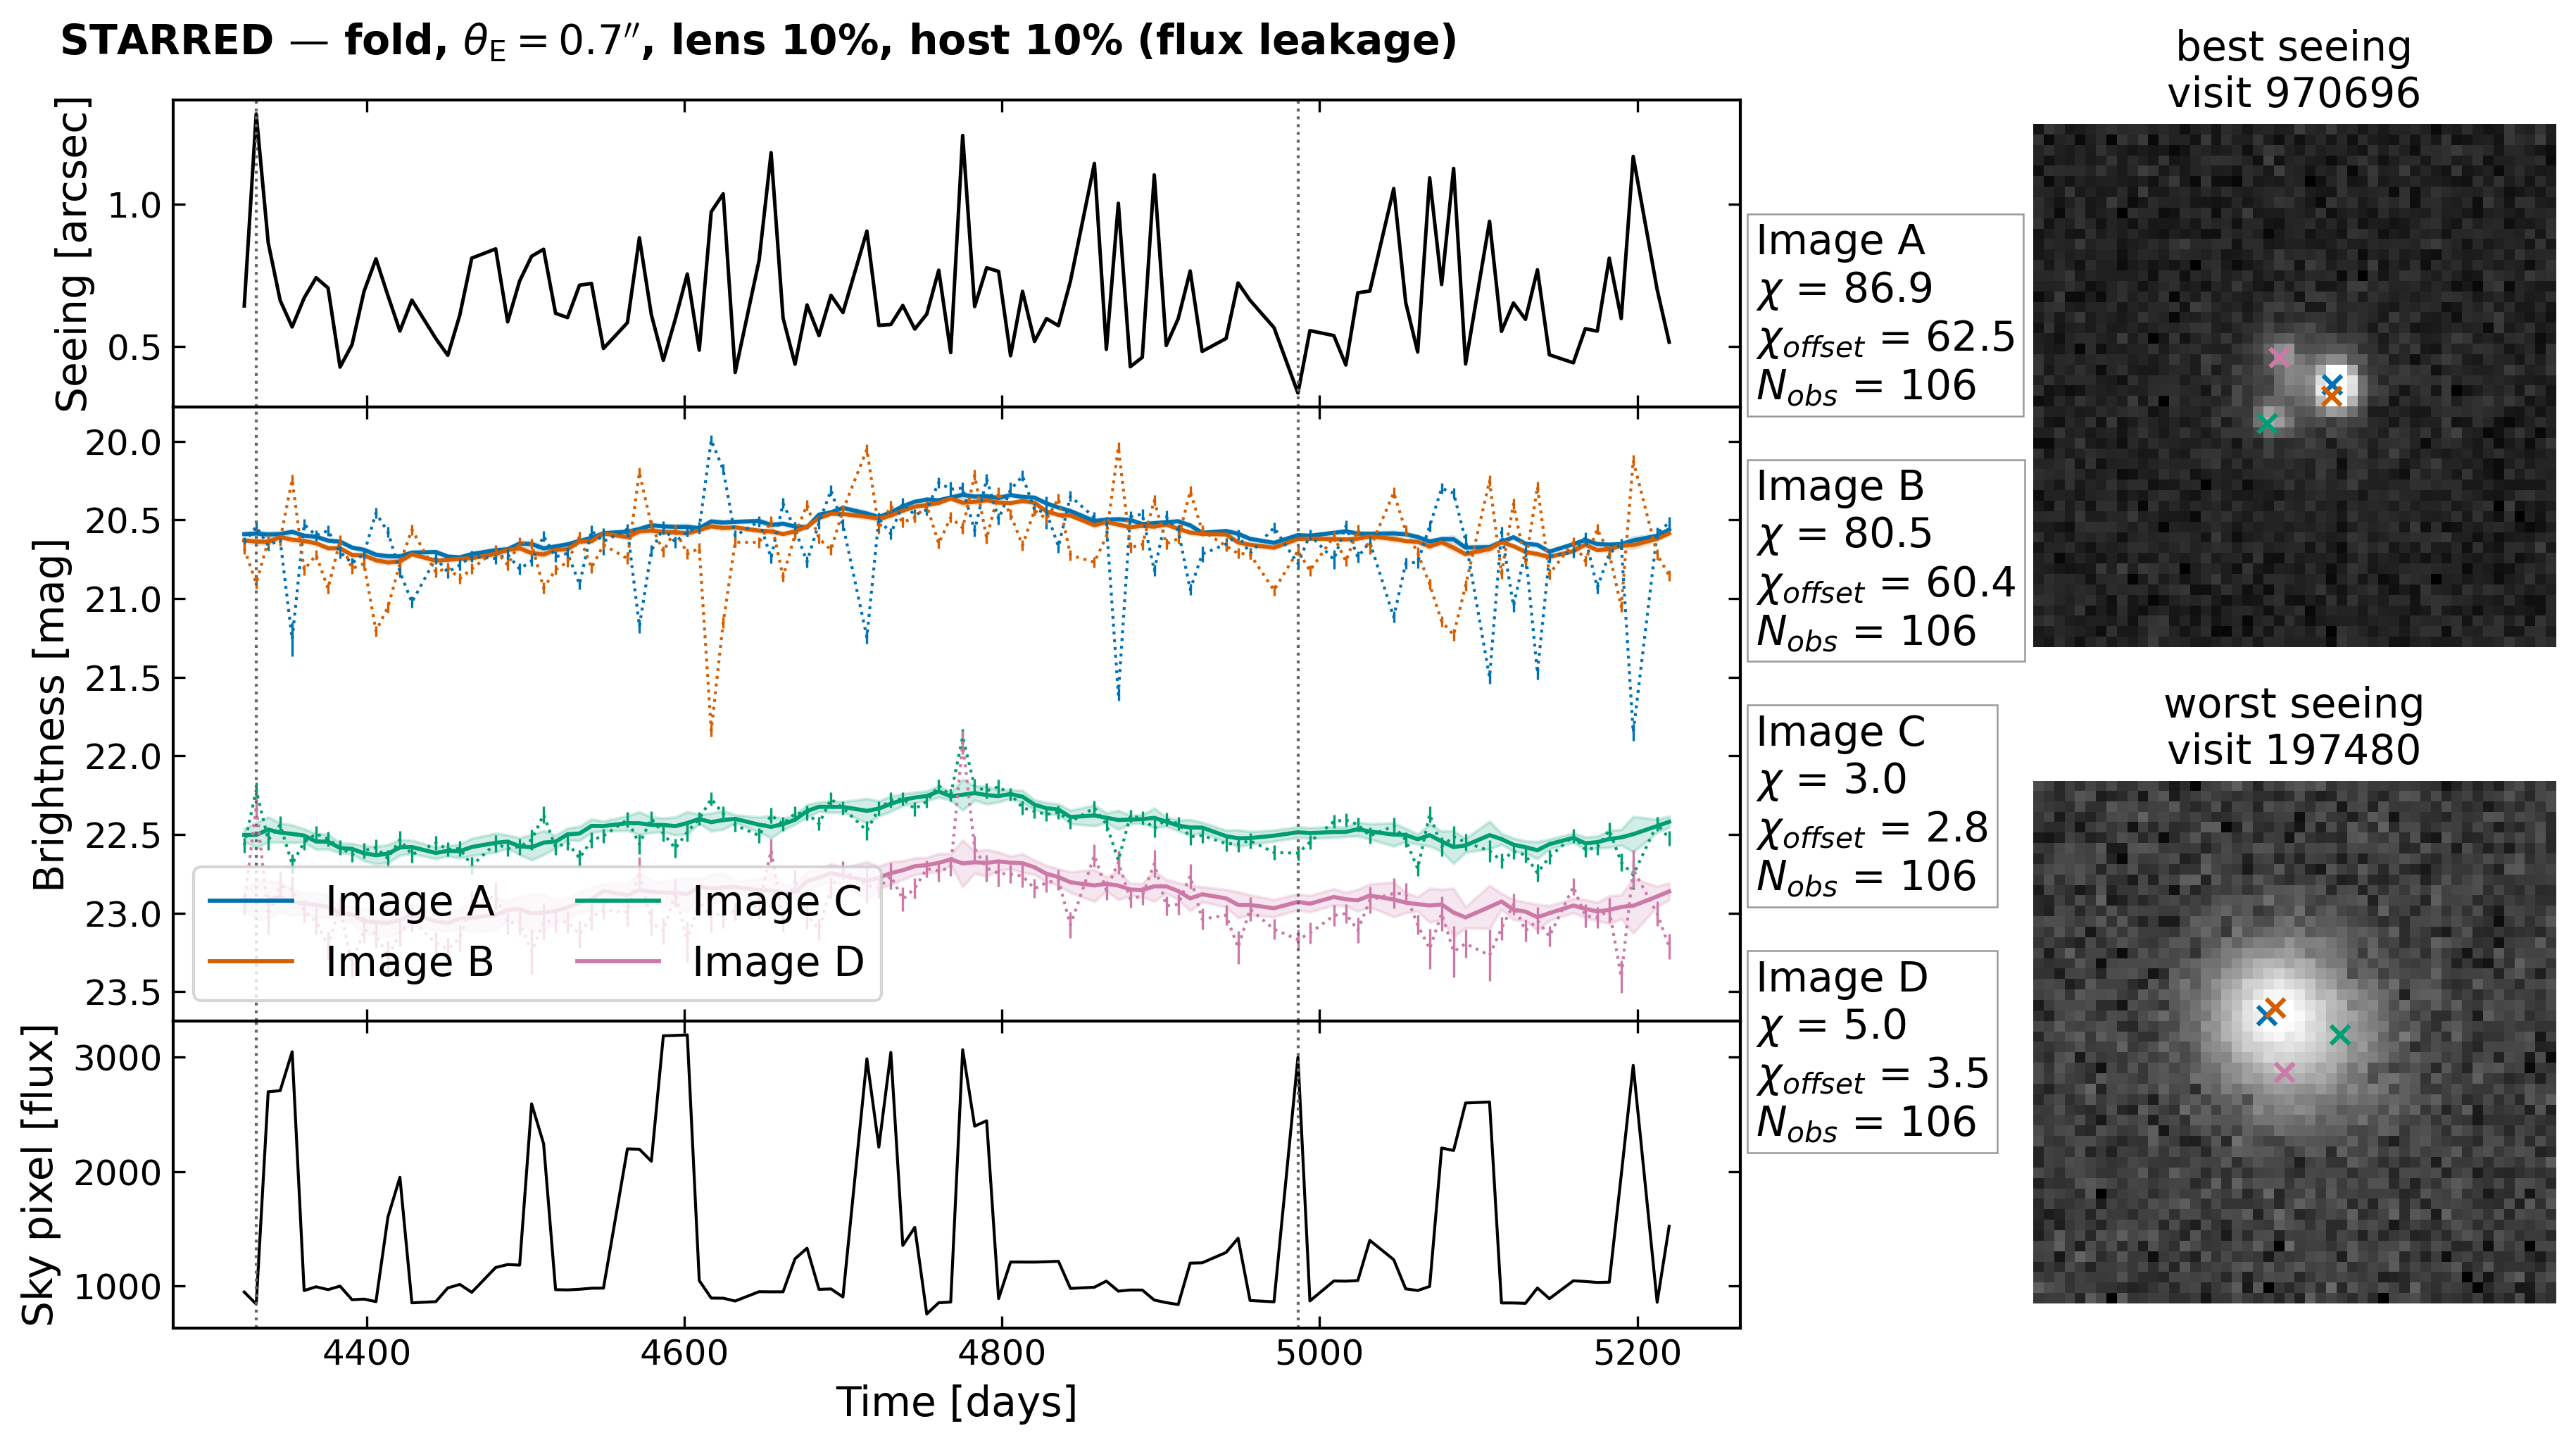 STARRED — fold, θ_E = 0.7″, lens 10%, host 10% (flux leakage)
Seeing [arcsec]
1.0
0.5
Brightness [mag]
20.0
20.5
21.0
21.5
22.0
22.5
23.0
23.5
Image A
Image B
Image C
Image D
Sky pixel [flux]
3000
2000
1000
4400
4600
4800
5000
5200
Time [days]
Image A
χ = 86.9
χ_offset = 62.5
N_obs = 106
Image B
χ = 80.5
χ_offset = 60.4
N_obs = 106
Image C
χ = 3.0
χ_offset = 2.8
N_obs = 106
Image D
χ = 5.0
χ_offset = 3.5
N_obs = 106
best seeing
visit 970696
worst seeing
visit 197480